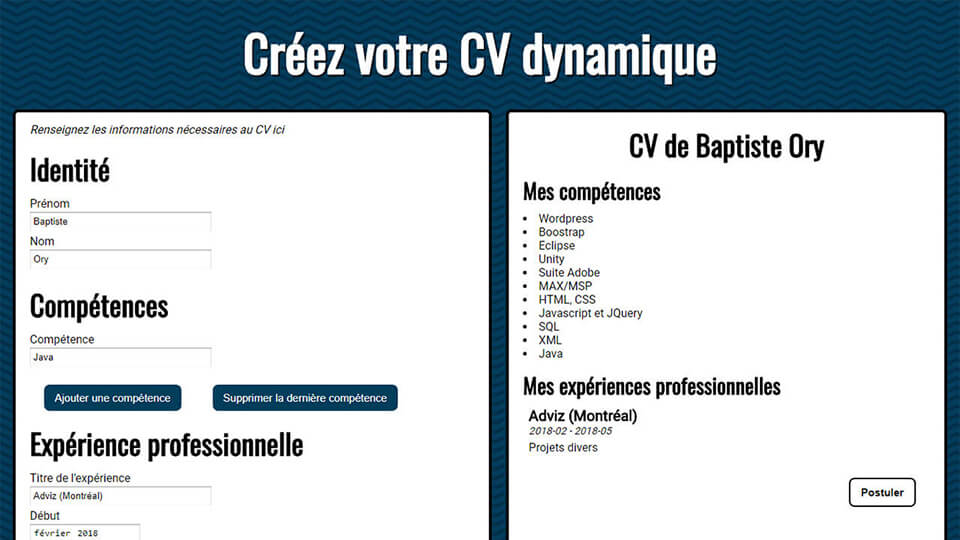 Créez votre CV dynamique
Renseignez les informations nécessaires au CV ici
Identité
Prénom
Baptiste
Nom
Ory
Compétences
Compétence
Java
Ajouter une compétence
Supprimer la dernière compétence
Expérience professionnelle
Titre de l'expérience
Adviz (Montréal)
Début
février 2018
CV de Baptiste Ory
Mes compétences
• Wordpress
• Boostrap
• Eclipse
• Unity
• Suite Adobe
• MAX/MSP
• HTML, CSS
• Javascript et JQuery
• SQL
• XML
• Java
Mes expériences professionnelles
Adviz (Montréal)
2018-02 - 2018-05
Projets divers
Postuler